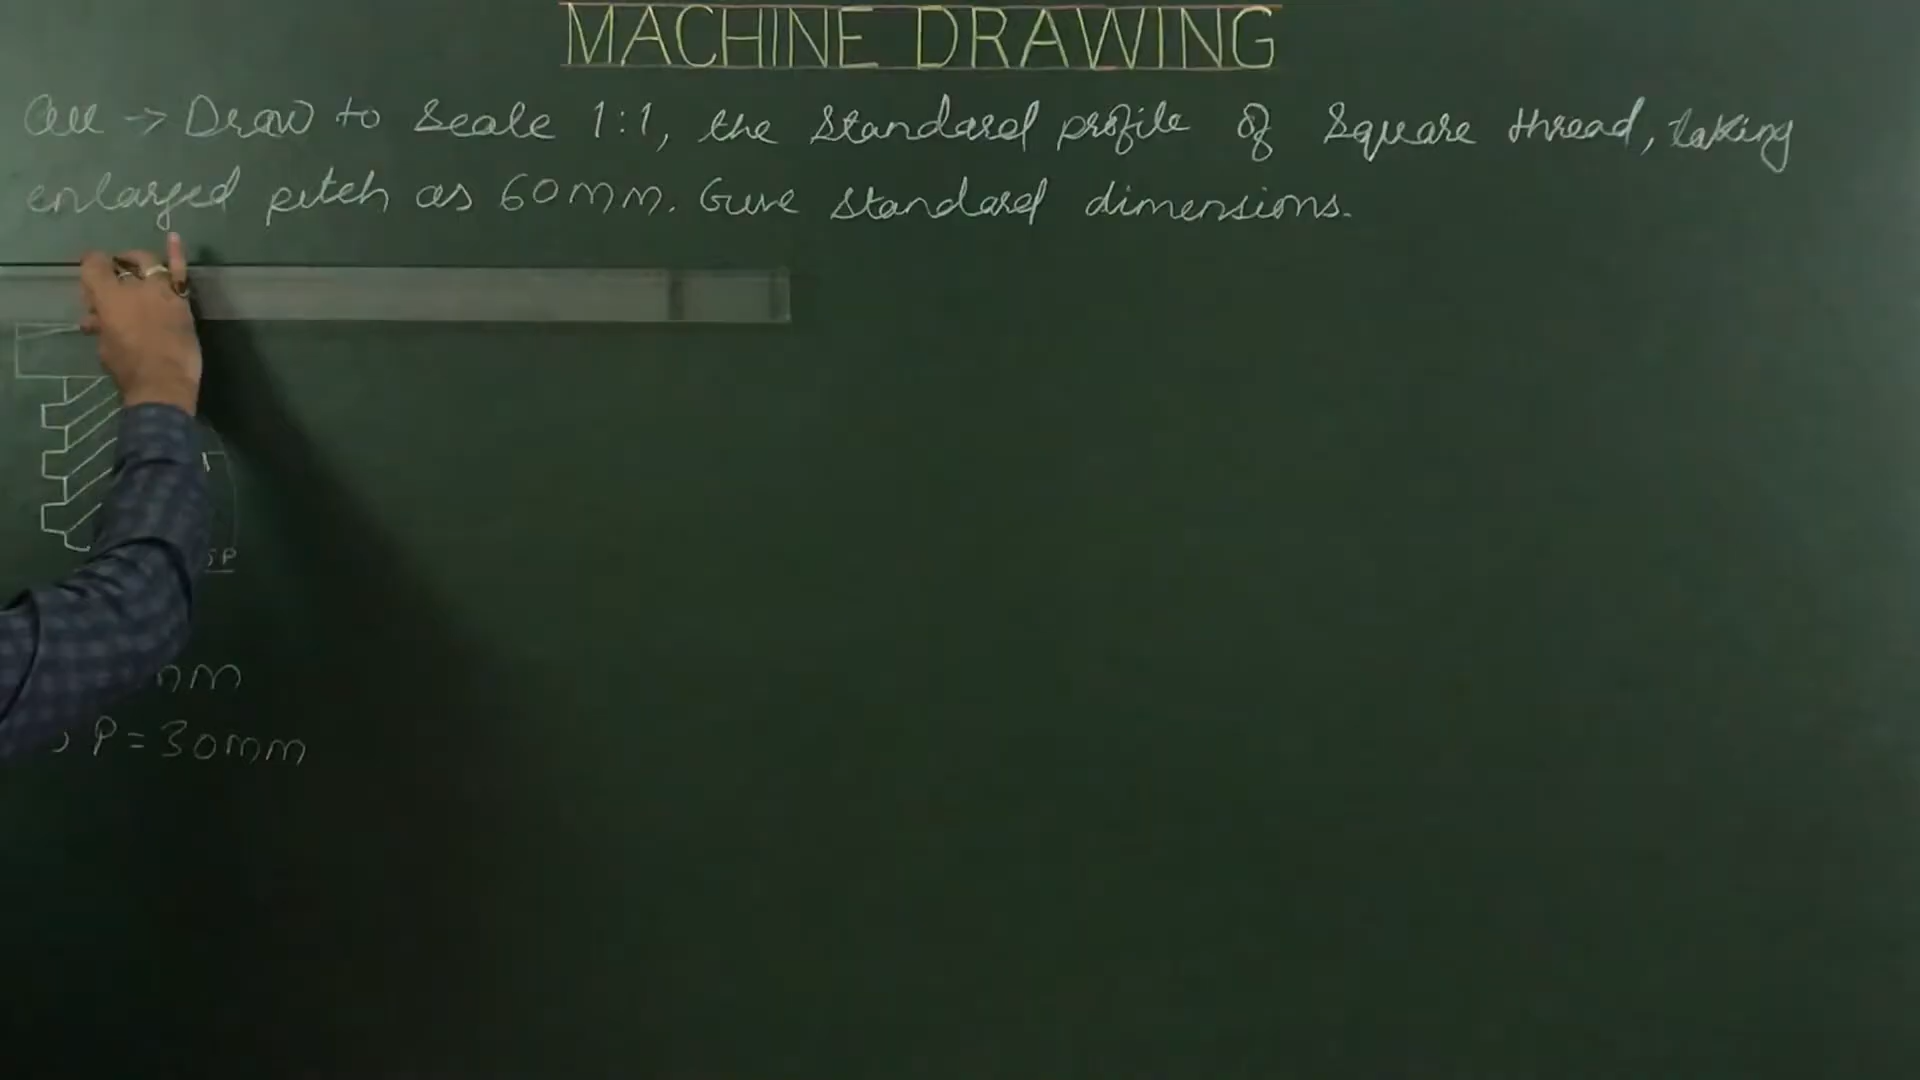 MACHINE DRAWING
Que → Draw to Scale 1:1, the standard profile of Square thread, taking
enlarged pitch as 60mm. Give standard dimensions.
5P
mm
P = 30mm